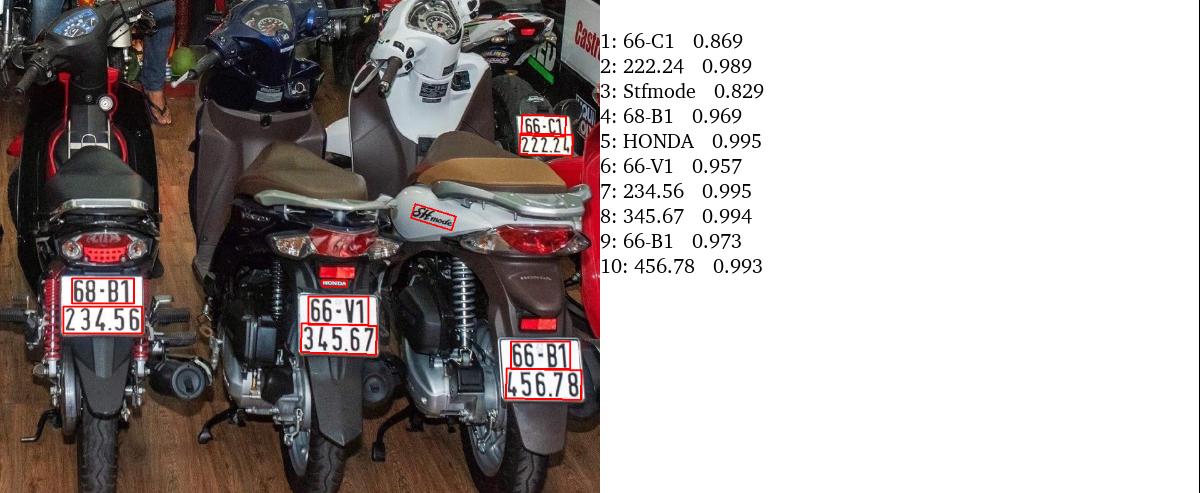 Castrol
66-C1
222.24
SH mode
68-B1
234.56
HONDA
66-V1
345.67
HONDA
66-B1
456.78
1: 66-C1 0.869
2: 222.24 0.989
3: Stfmode 0.829
4: 68-B1 0.969
5: HONDA 0.995
6: 66-V1 0.957
7: 234.56 0.995
8: 345.67 0.994
9: 66-B1 0.973
10: 456.78 0.993